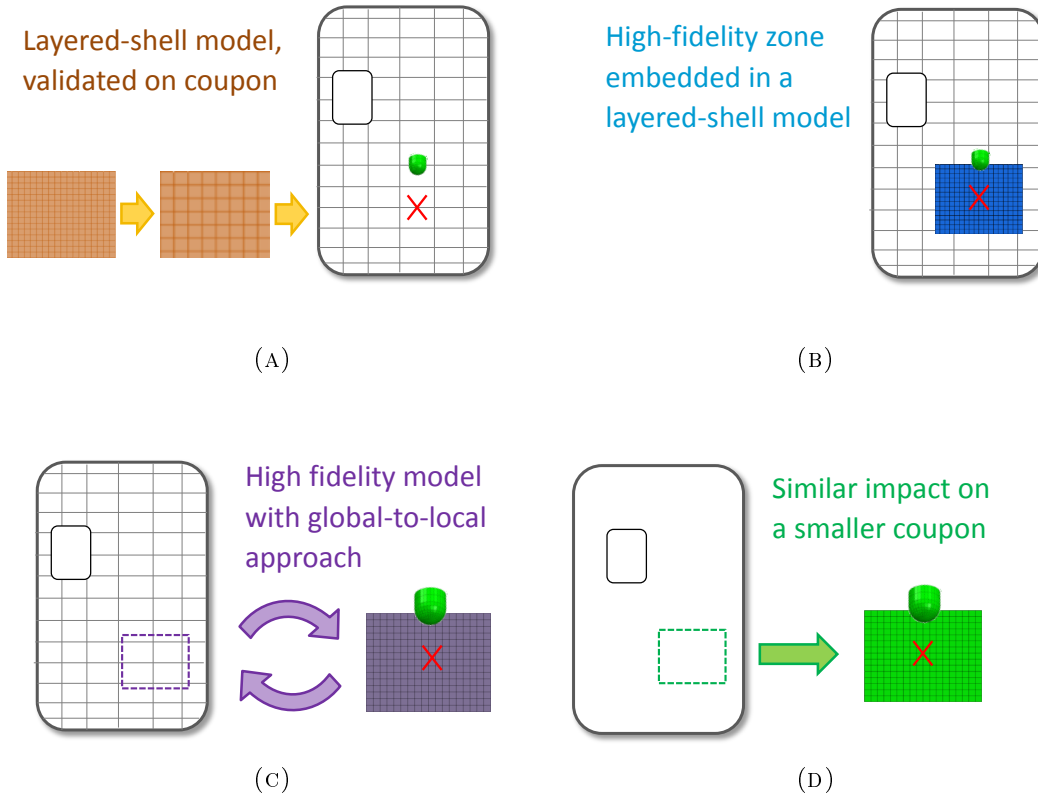 Layered-shell model,
validated on coupon
High-fidelity zone
embedded in a
layered-shell model
(A)
(B)
High fidelity model
with global-to-local
approach
Similar impact on
a smaller coupon
(C)
(D)